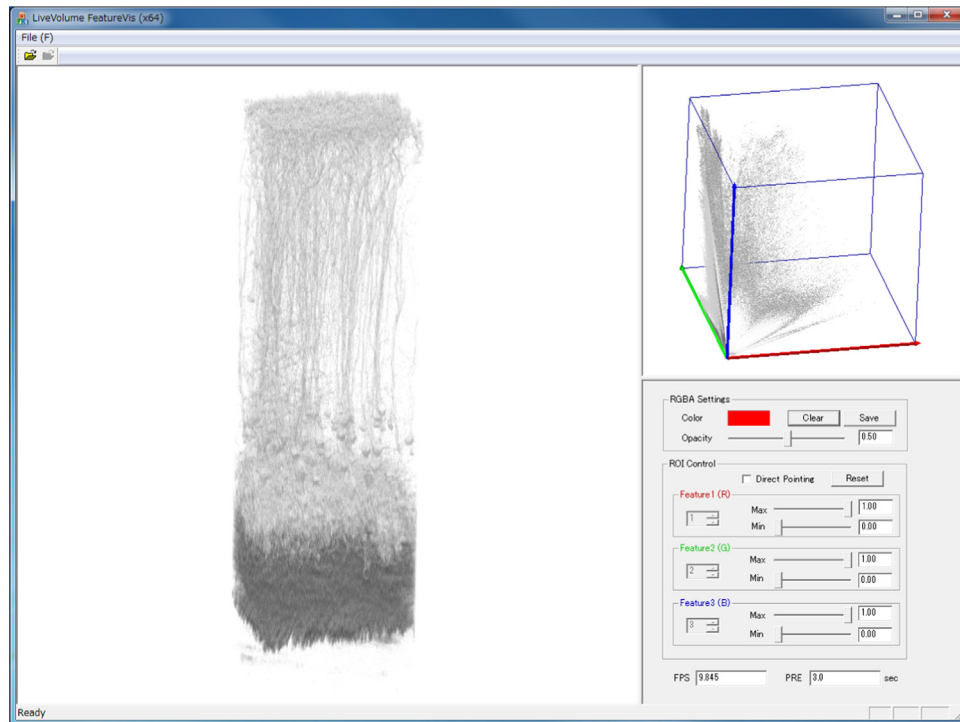 LiveVolume FeatureVis (x64)
File (F)
RGBA Settings
Color Clear Save
Opacity 0.50
ROI Control
Direct Pointing Reset
Feature1 (R)
1 Max 1.00
Min 0.00
Feature2 (G)
2 Max 1.00
Min 0.00
Feature3 (B)
3 Max 1.00
Min 0.00
FPS 9.845 PRE 3.0 sec
Ready